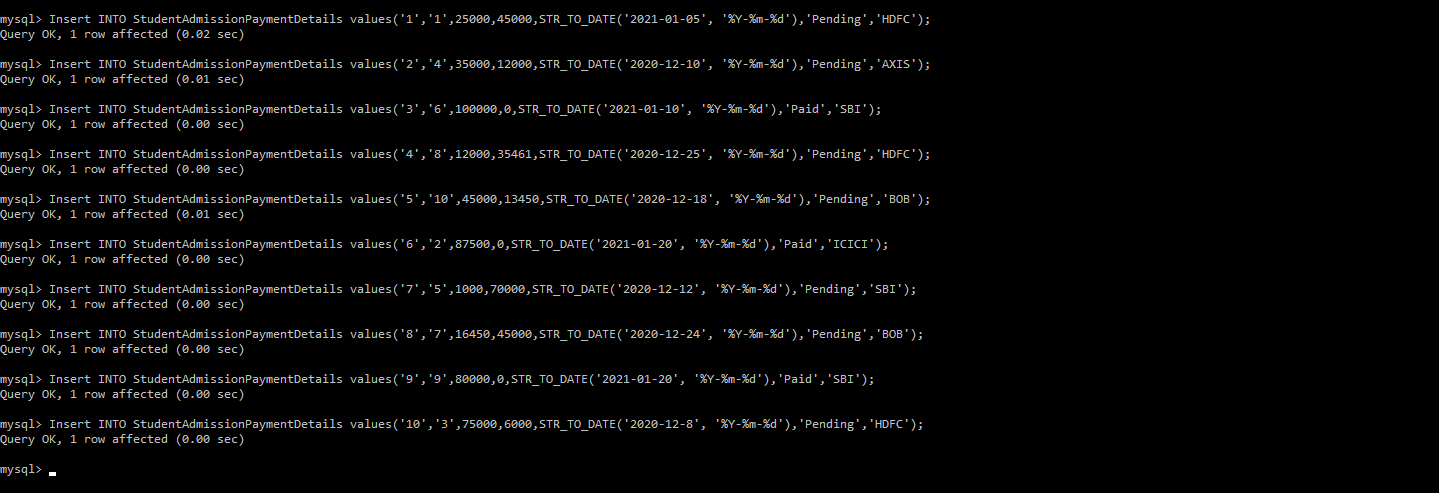 mysql> Insert INTO StudentAdmissionPaymentDetails values('1','1',25000,45000,STR_TO_DATE('2021-01-05', '%Y-%m-%d'),'Pending','HDFC');
Query OK, 1 row affected (0.02 sec)
mysql> Insert INTO StudentAdmissionPaymentDetails values('2','4',35000,12000,STR_TO_DATE('2020-12-10', '%Y-%m-%d'),'Pending','AXIS');
Query OK, 1 row affected (0.01 sec)
mysql> Insert INTO StudentAdmissionPaymentDetails values('3','6',100000,0,STR_TO_DATE('2021-01-10', '%Y-%m-%d'),'Paid','SBI');
Query OK, 1 row affected (0.00 sec)
mysql> Insert INTO StudentAdmissionPaymentDetails values('4','8',12000,35461,STR_TO_DATE('2020-12-25', '%Y-%m-%d'),'Pending','HDFC');
Query OK, 1 row affected (0.00 sec)
mysql> Insert INTO StudentAdmissionPaymentDetails values('5','10',45000,13450,STR_TO_DATE('2020-12-18', '%Y-%m-%d'),'Pending','BOB');
Query OK, 1 row affected (0.01 sec)
mysql> Insert INTO StudentAdmissionPaymentDetails values('6','2',87500,0,STR_TO_DATE('2021-01-20', '%Y-%m-%d'),'Paid','ICICI');
Query OK, 1 row affected (0.00 sec)
mysql> Insert INTO StudentAdmissionPaymentDetails values('7','5',1000,70000,STR_TO_DATE('2020-12-12', '%Y-%m-%d'),'Pending','SBI');
Query OK, 1 row affected (0.00 sec)
mysql> Insert INTO StudentAdmissionPaymentDetails values('8','7',16450,45000,STR_TO_DATE('2020-12-24', '%Y-%m-%d'),'Pending','BOB');
Query OK, 1 row affected (0.00 sec)
mysql> Insert INTO StudentAdmissionPaymentDetails values('9','9',80000,0,STR_TO_DATE('2021-01-20', '%Y-%m-%d'),'Paid','SBI');
Query OK, 1 row affected (0.00 sec)
mysql> Insert INTO StudentAdmissionPaymentDetails values('10','3',75000,6000,STR_TO_DATE('2020-12-8', '%Y-%m-%d'),'Pending','HDFC');
Query OK, 1 row affected (0.00 sec)
mysql>